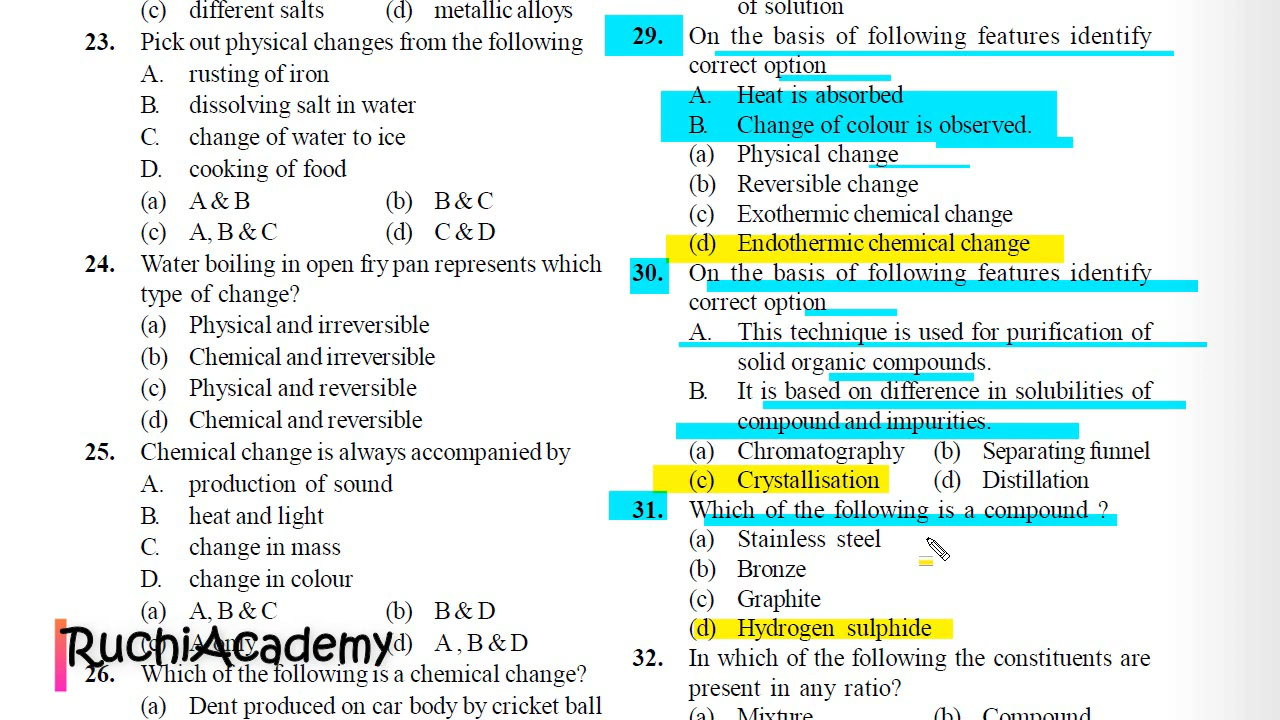 (c) different salts (d) metallic alloys
23. Pick out physical changes from the following
A. rusting of iron
B. dissolving salt in water
C. change of water to ice
D. cooking of food
(a) A & B (b) B & C
(c) A, B & C (d) C & D
24. Water boiling in open fry pan represents which
type of change?
(a) Physical and irreversible
(b) Chemical and irreversible
(c) Physical and reversible
(d) Chemical and reversible
25. Chemical change is always accompanied by
A. production of sound
B. heat and light
C. change in mass
D. change in colour
(a) A, B & C (b) B & D
(c) A only (d) A , B & D
RuchiAcademy
26. Which of the following is a chemical change?
(a) Dent produced on car body by cricket ball
of solution
29. On the basis of following features identify
correct option
A. Heat is absorbed
B. Change of colour is observed.
(a) Physical change
(b) Reversible change
(c) Exothermic chemical change
(d) Endothermic chemical change
30. On the basis of following features identify
correct option
A. This technique is used for purification of
solid organic compounds.
B. It is based on difference in solubilities of
compound and impurities.
(a) Chromatography (b) Separating funnel
(c) Crystallisation (d) Distillation
31. Which of the following is a compound ?
(a) Stainless steel
(b) Bronze
(c) Graphite
(d) Hydrogen sulphide
32. In which of the following the constituents are
present in any ratio?
(a) Mixture (b) Compound